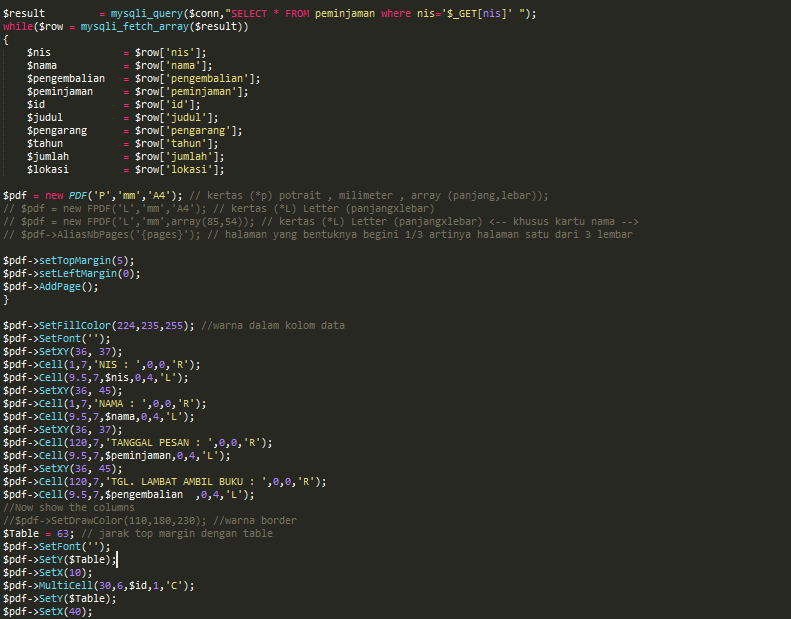 $result         = mysqli_query($conn,"SELECT * FROM peminjaman where nis='$_GET[nis]' ");
while($row = mysqli_fetch_array($result))
{
    $nis            = $row['nis'];
    $nama           = $row['nama'];
    $pengembalian   = $row['pengembalian'];
    $peminjaman     = $row['peminjaman'];
    $id             = $row['id'];
    $judul          = $row['judul'];
    $pengarang      = $row['pengarang'];
    $tahun          = $row['tahun'];
    $jumlah         = $row['jumlah'];
    $lokasi         = $row['lokasi'];
$pdf = new PDF('P','mm','A4'); // kertas (*p) potrait , milimeter , array (panjang,lebar));
// $pdf = new FPDF('L','mm','A4'); // kertas (*L) Letter (panjangxlebar)
// $pdf = new FPDF('L','mm',array(85,54)); // kertas (*L) Letter (panjangxlebar) <-- khusus kartu nama -->
// $pdf->AliasNbPages('{pages}'); // halaman yang bentuknya begini 1/3 artinya halaman satu dari 3 lembar
$pdf->setTopMargin(5);
$pdf->setLeftMargin(0);
$pdf->AddPage();
}
$pdf->SetFillColor(224,235,255); //warna dalam kolom data
$pdf->SetFont('');
$pdf->SetXY(36, 37);
$pdf->Cell(1,7,'NIS : ',0,0,'R');
$pdf->Cell(9.5,7,$nis,0,4,'L');
$pdf->SetXY(36, 45);
$pdf->Cell(1,7,'NAMA : ',0,0,'R');
$pdf->Cell(9.5,7,$nama,0,4,'L');
$pdf->SetXY(36, 37);
$pdf->Cell(120,7,'TANGGAL PESAN : ',0,0,'R');
$pdf->Cell(9.5,7,$peminjaman,0,4,'L');
$pdf->SetXY(36, 45);
$pdf->Cell(120,7,'TGL. LAMBAT AMBIL BUKU : ',0,0,'R');
$pdf->Cell(9.5,7,$pengembalian  ,0,4,'L');
//Now show the columns
//$pdf->SetDrawColor(110,180,230); //warna border
$Table = 63; // jarak top margin dengan table
$pdf->SetFont('');
$pdf->SetY($Table);
$pdf->SetX(10);
$pdf->MultiCell(30,6,$id,1,'C');
$pdf->SetY($Table);
$pdf->SetX(40);